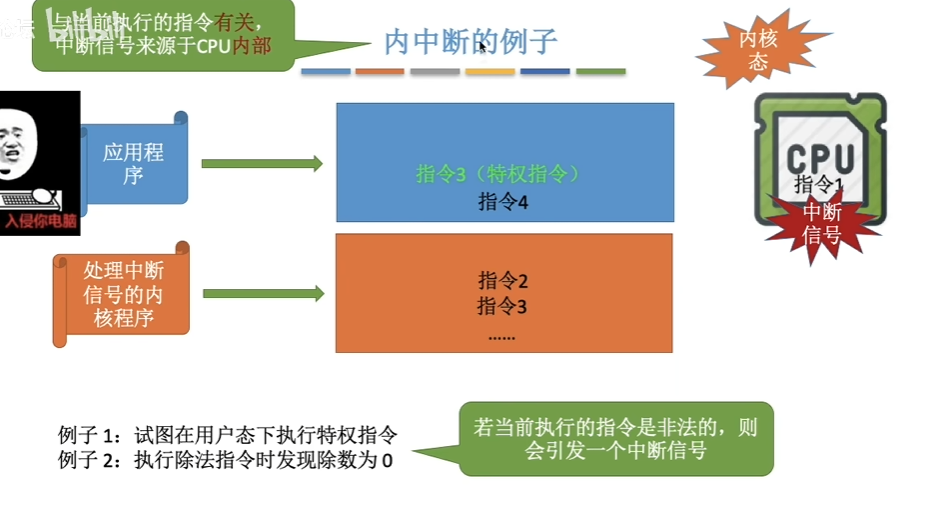 与当前执行的指令有关，
中断信号来源于CPU内部
bilibili
内中断的例子
内核
态
应用程
序
入侵你电脑
指令3（特权指令）
指令4
CPU
指令1
中断
信号
处理中断
信号的内
核程序
指令2
指令3
……
例子 1：试图在用户态下执行特权指令
例子 2：执行除法指令时发现除数为 0
若当前执行的指令是非法的，则
会引发一个中断信号